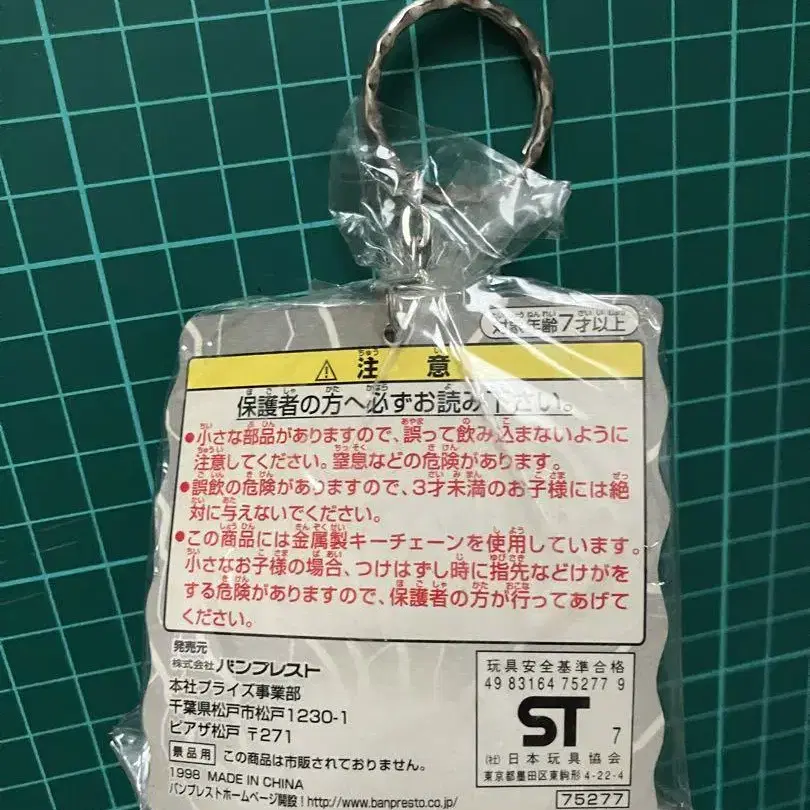 対象年齢7才以上
⚠ 注意
保護者の方へ必ずお読み下さい。
●小さな部品がありますので、誤って飲み込まないように
注意してください。窒息などの危険があります。
●誤飲の危険がありますので、3才未満のお子様には絶
対に与えないでください。
●この商品には金属製キーチェーンを使用しています。
小さなお子様の場合、つけはずし時に指先などけがを
する危険がありますので、保護者の方が行ってあげて
ください。
発売元
株式会社 バンプレスト
本社プライズ事業部
千葉県松戸市松戸1230-1
ピアザ松戸 〒271
景品用 この商品は市販されておりません。
1998 MADE IN CHINA
バンプレストホームページ開設!http://www.banpresto.co.jp/
玩具安全基準合格
49 83164 75277 9
ST 7
(社) 日本玩具協会
東京都墨田区東駒形4-22-4
75277